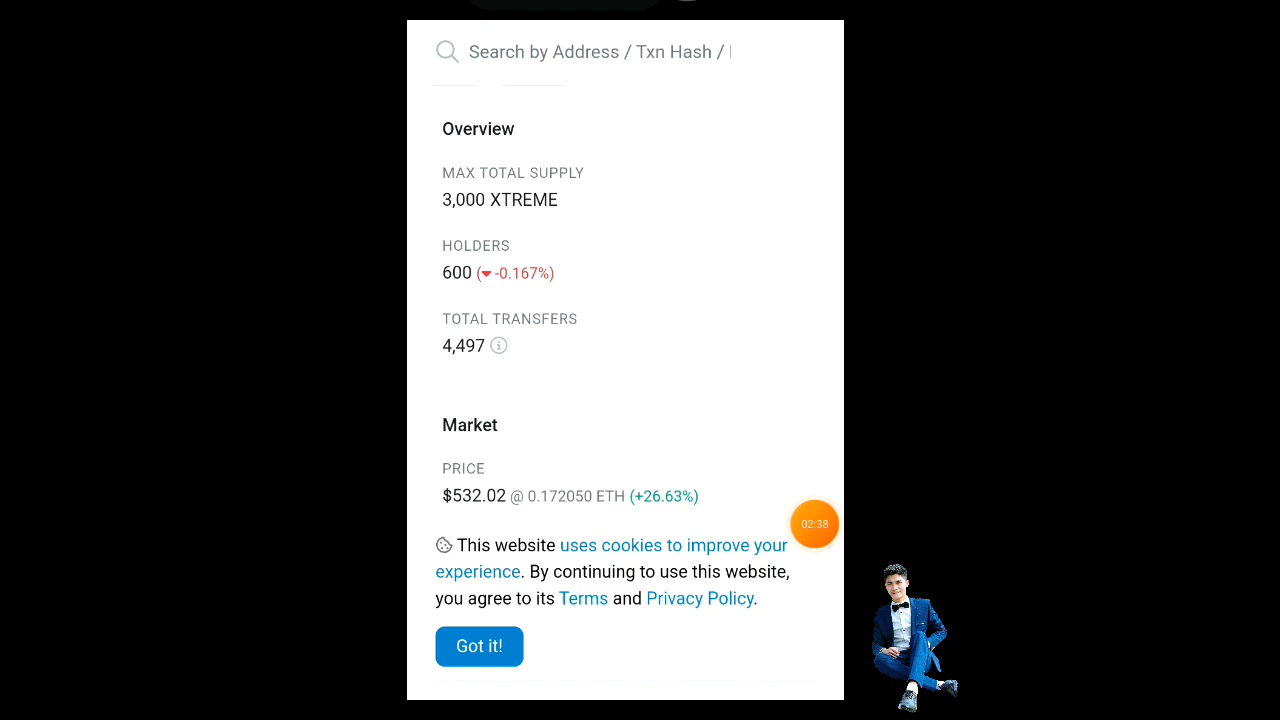 Search by Address / Txn Hash /
Overview
MAX TOTAL SUPPLY
3,000 XTREME
HOLDERS
600 (-0.167%)
TOTAL TRANSFERS
4,497
Market
PRICE
$532.02 @ 0.172050 ETH (+26.63%)
02:38
This website uses cookies to improve your
experience. By continuing to use this website,
you agree to its Terms and Privacy Policy.
Got it!